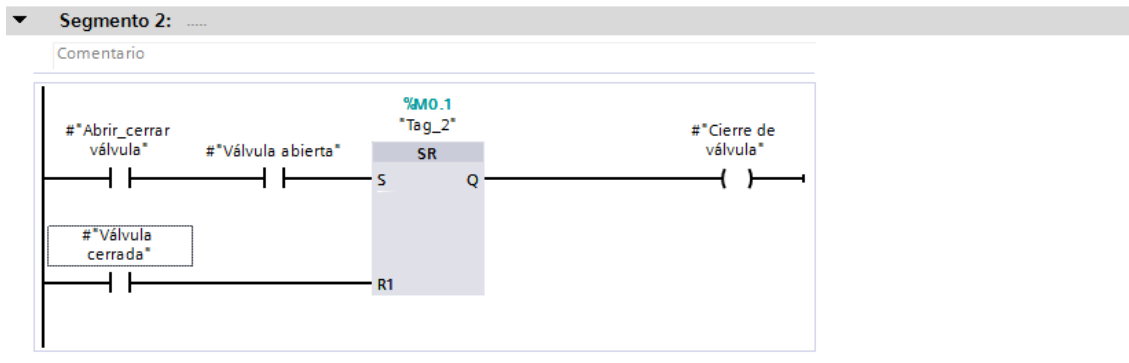 Segmento 2: .....
Comentario
%M0.1
"Tag_2"
#"Abrir_cerrar
válvula"
#"Válvula abierta"
SR
#"Cierre de
válvula"
S
Q
#"Válvula
cerrada"
R1